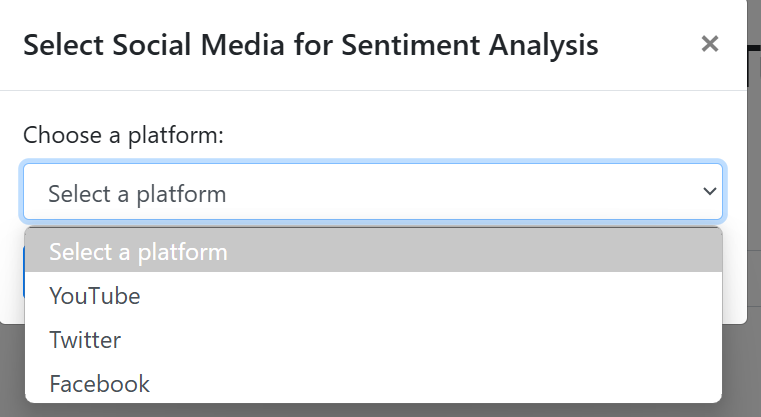 Select Social Media for Sentiment Analysis
Choose a platform:
Select a platform
Select a platform
YouTube
Twitter
Facebook